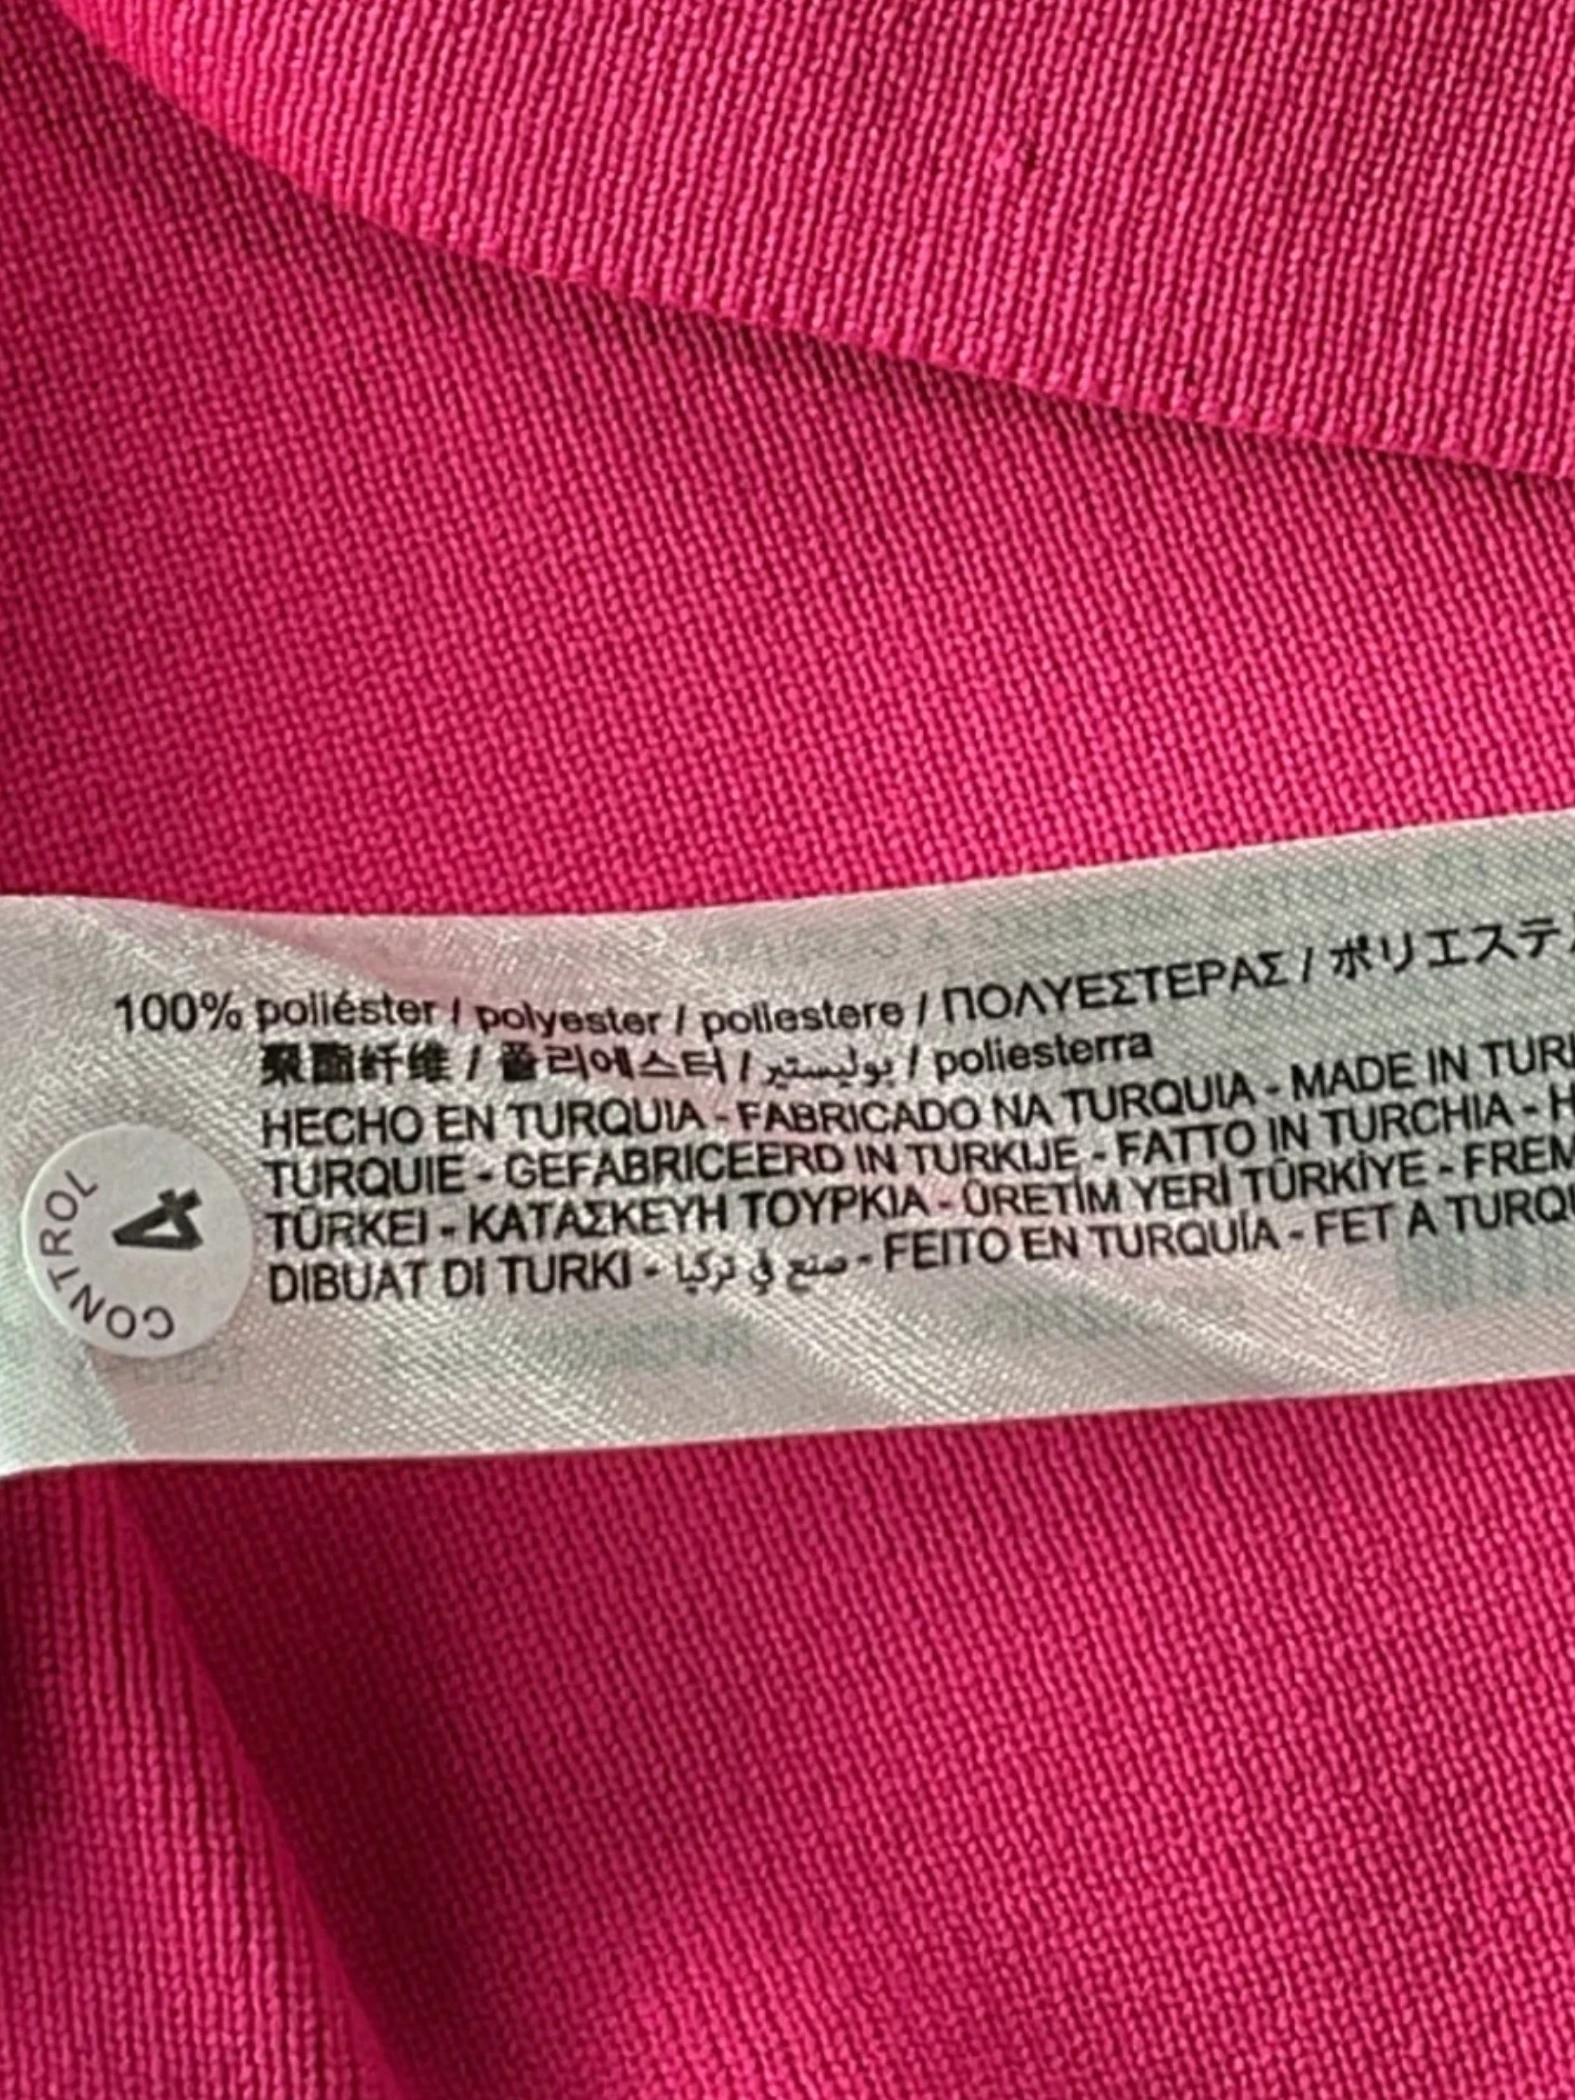 100% poliéster / polyester / poliestere / ΠΟΛΥΕΣΤΕΡΑΣ / ポリエステ
聚酯纤维 / 폴리에스터 / بوليستير / poliesterra
HECHO EN TURQUIA - FABRICADO NA TURQUIA - MADE IN TUR
TURQUIE - GEFABRICEERD IN TURKIJE - FATTO IN TURCHIA - H
TÜRKEI - ΚΑΤΑΣΚΕΥΗ ΤΟΥΡΚΙΑ - ÜRETİM YERİ TÜRKİYE - FREM
DIBUAT DI TURKI - صنع في تركيا - FEITO EN TURQUÍA - FET A TURQU
CONTROL
4